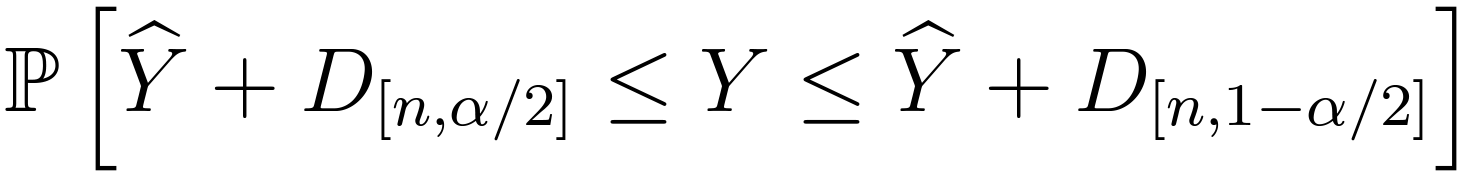 ℙ[Ŷ + D_{[n,α/2]} ≤ Y ≤ Ŷ + D_{[n,1−α/2]}]